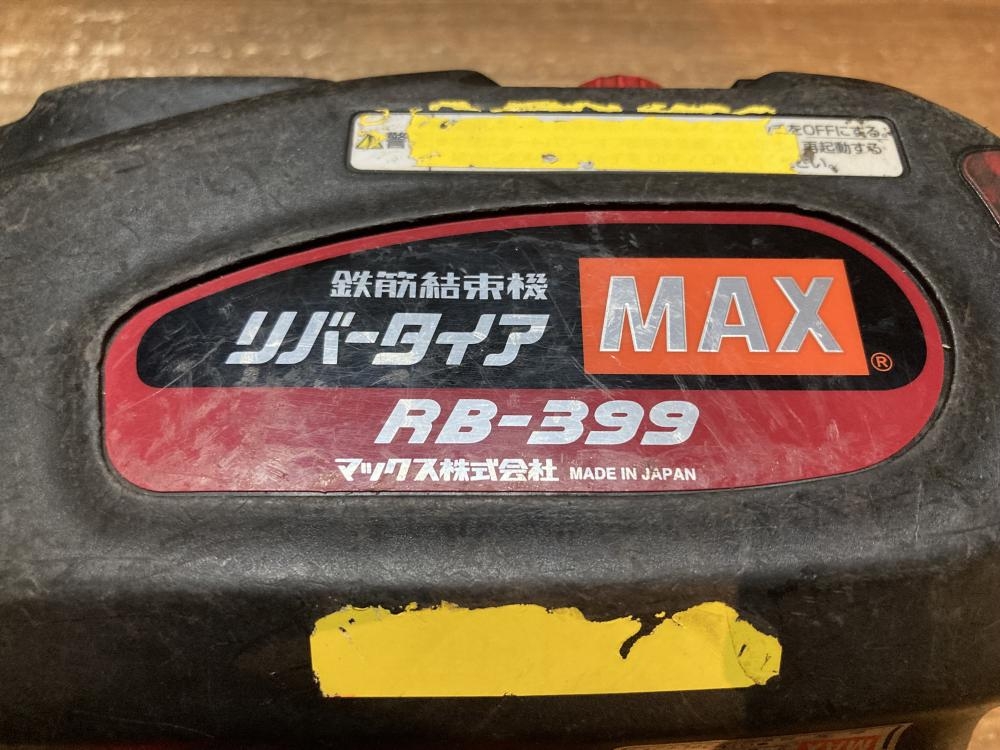 警
をOFFにする
再起動する
さい。
鉄筋結束機
リバータイア
MAX
®
RB-399
マックス株式会社 MADE IN JAPAN